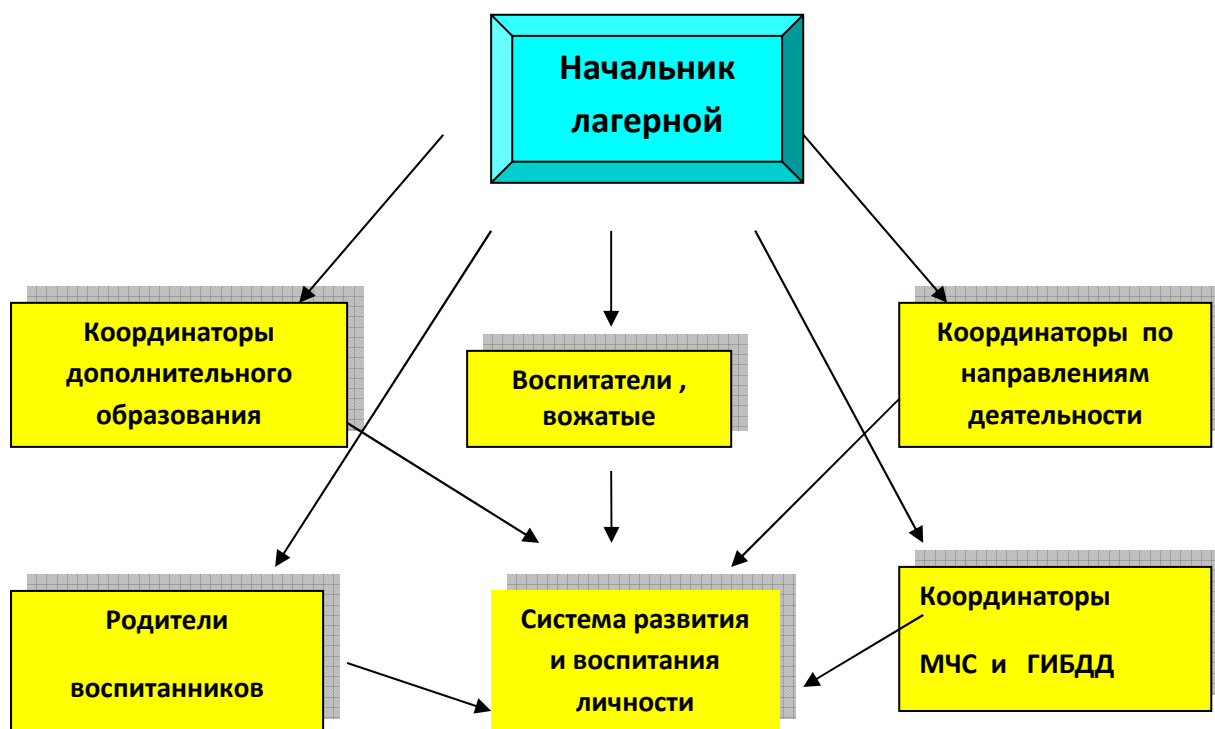 Начальник
лагерной
Координаторы
дополнительного
образования
Воспитатели ,
вожатые
Координаторы по
направлениям
деятельности
Родители
воспитанников
Система развития
и воспитания
личности
Координаторы
МЧС и ГИБДД